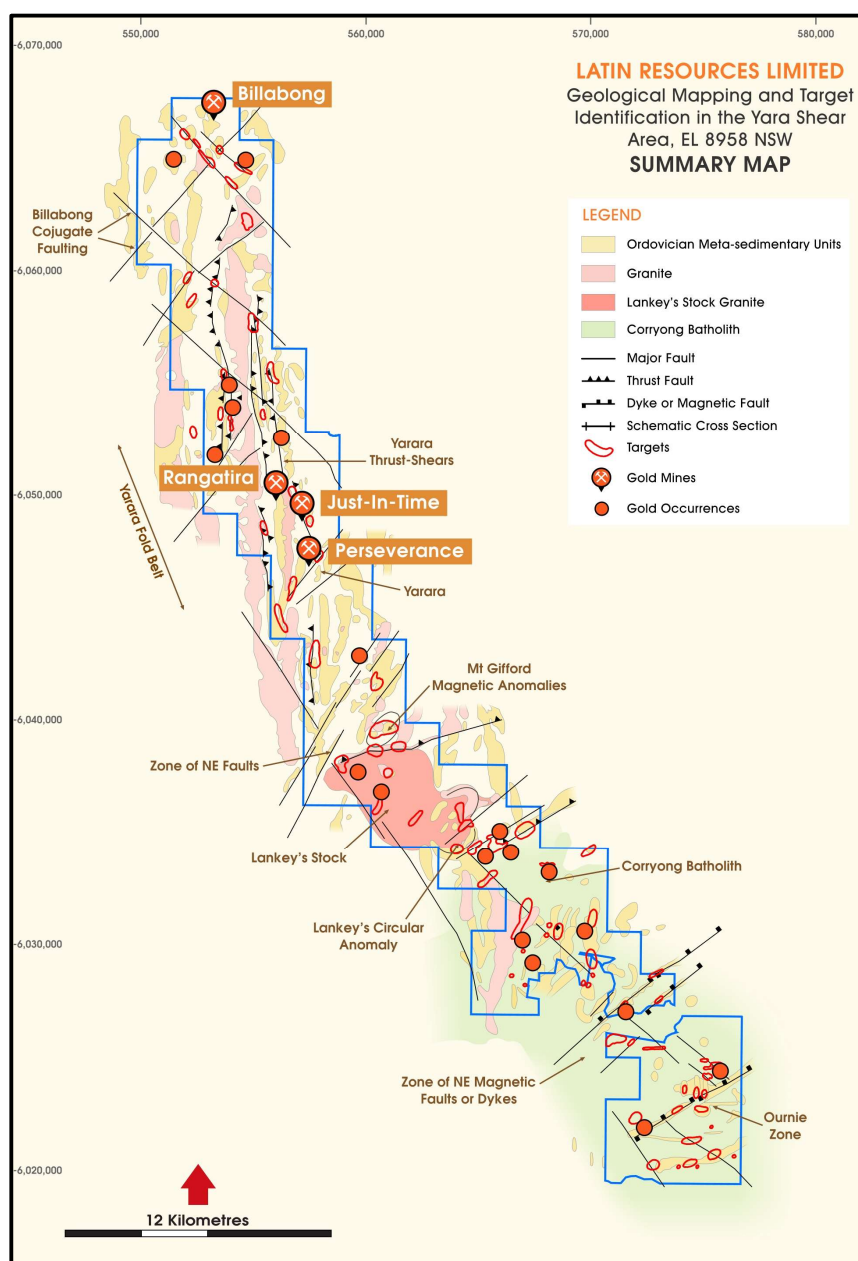 550,000
560,000
570,000
580,000
6,070,000
LATIN RESOURCES LIMITED
Geological Mapping and Target
Identification in the Yara Shear
Area, EL 8958 NSW
SUMMARY MAP
LEGEND
Ordovician Meta-sedimentary Units
Granite
Lankey's Stock Granite
Corryong Batholith
Major Fault
Thrust Fault
Dyke or Magnetic Fault
Schematic Cross Section
Targets
Gold Mines
Gold Occurrences
Billabong
Billabong
Cojugate
Faulting
6,060,000
Yarara
Thrust-Shears
Rangatira
6,050,000
Just-In-Time
Yarara Fold Belt
Perseverance
Yarara
Mt Gifford
Magnetic Anomalies
6,040,000
Zone of NE Faults
Lankey's Stock
Corryong Batholith
Lankey's Circular
Anomaly
6,030,000
Zone of NE Magnetic
Faults or Dykes
Ournie
Zone
6,020,000
12 Kilometres